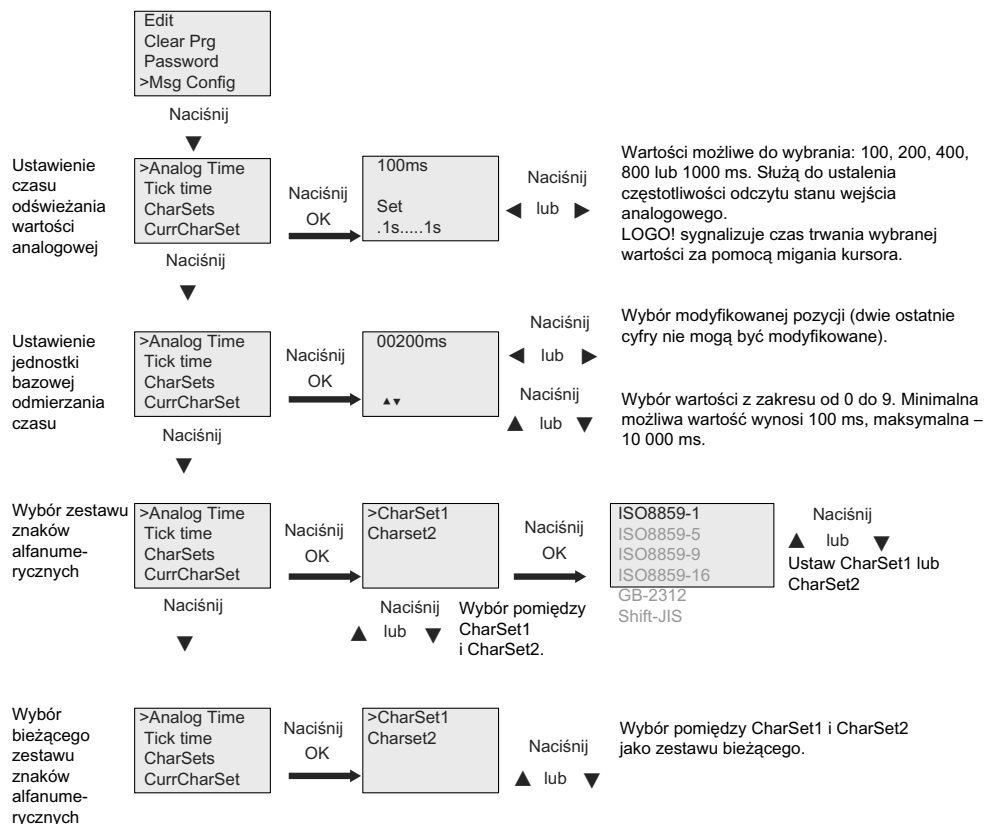 Edit
Clear Prg
Password
>Msg Config
Naciśnij
▼
Ustawienie
czasu
odświeżania
wartości
analogowej
>Analog Time
Tick time
CharSets
CurrCharSet
Naciśnij
OK
100ms
Set
.1s.....1s
Naciśnij
◀ lub ▶
Wartości możliwe do wybrania: 100, 200, 400,
800 lub 1000 ms. Służą do ustalenia
częstotliwości odczytu stanu wejścia
analogowego.
LOGO! sygnalizuje czas trwania wybranej
wartości za pomocą migania kursora.
Naciśnij
▼
Ustawienie
jednostki
bazowej
odmierzania
czasu
>Analog Time
Tick time
CharSets
CurrCharSet
Naciśnij
OK
00200ms
▲▼
Naciśnij
◀ lub ▶
Wybór modyfikowanej pozycji (dwie ostatnie
cyfry nie mogą być modyfikowane).
Naciśnij
▲ lub ▼
Wybór wartości z zakresu od 0 do 9. Minimalna
możliwa wartość wynosi 100 ms, maksymalna –
10 000 ms.
Naciśnij
▼
Wybór zestawu
znaków
alfanume-
rycznych
>Analog Time
Tick time
CharSets
CurrCharSet
Naciśnij
OK
>CharSet1
Charset2
Naciśnij
▲ lub ▼
Wybór pomiędzy
CharSet1
i CharSet2.
Naciśnij
OK
ISO8859-1
ISO8859-5
ISO8859-9
ISO8859-16
GB-2312
Shift-JIS
Naciśnij
▲ lub ▼
Ustaw CharSet1 lub
CharSet2
Naciśnij
▼
Wybór
bieżącego
zestawu
znaków
alfanume-
rycznych
>Analog Time
Tick time
CharSets
CurrCharSet
Naciśnij
OK
>CharSet1
Charset2
Naciśnij
▲ lub ▼
Wybór pomiędzy CharSet1 i CharSet2
jako zestawu bieżącego.